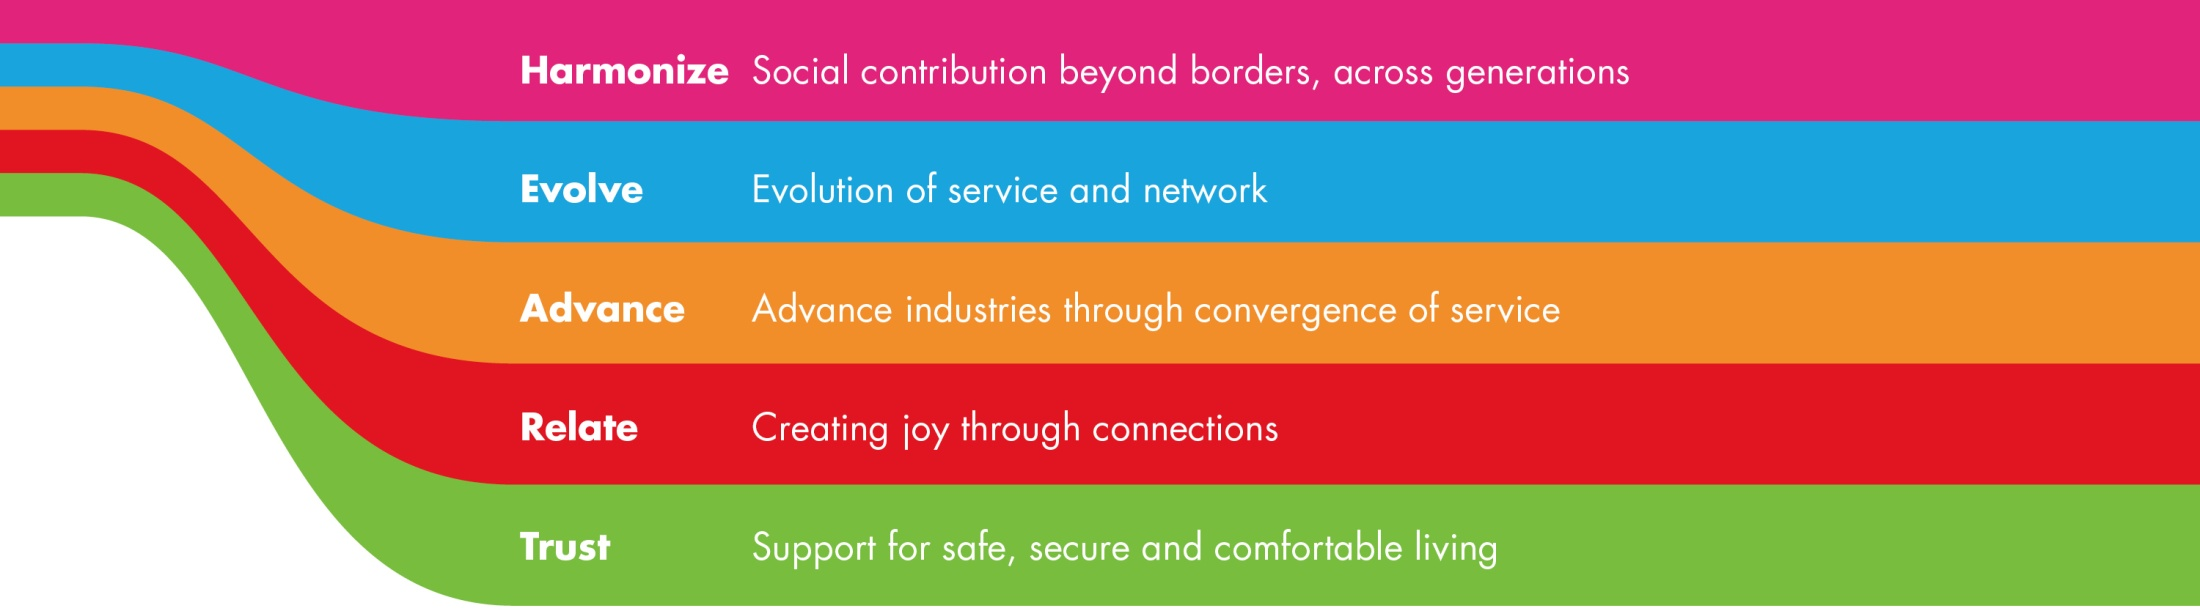 Harmonize Social contribution beyond borders, across generations
Evolve Evolution of service and network
Advance Advance industries through convergence of service
Relate Creating joy through connections
Trust Support for safe, secure and comfortable living